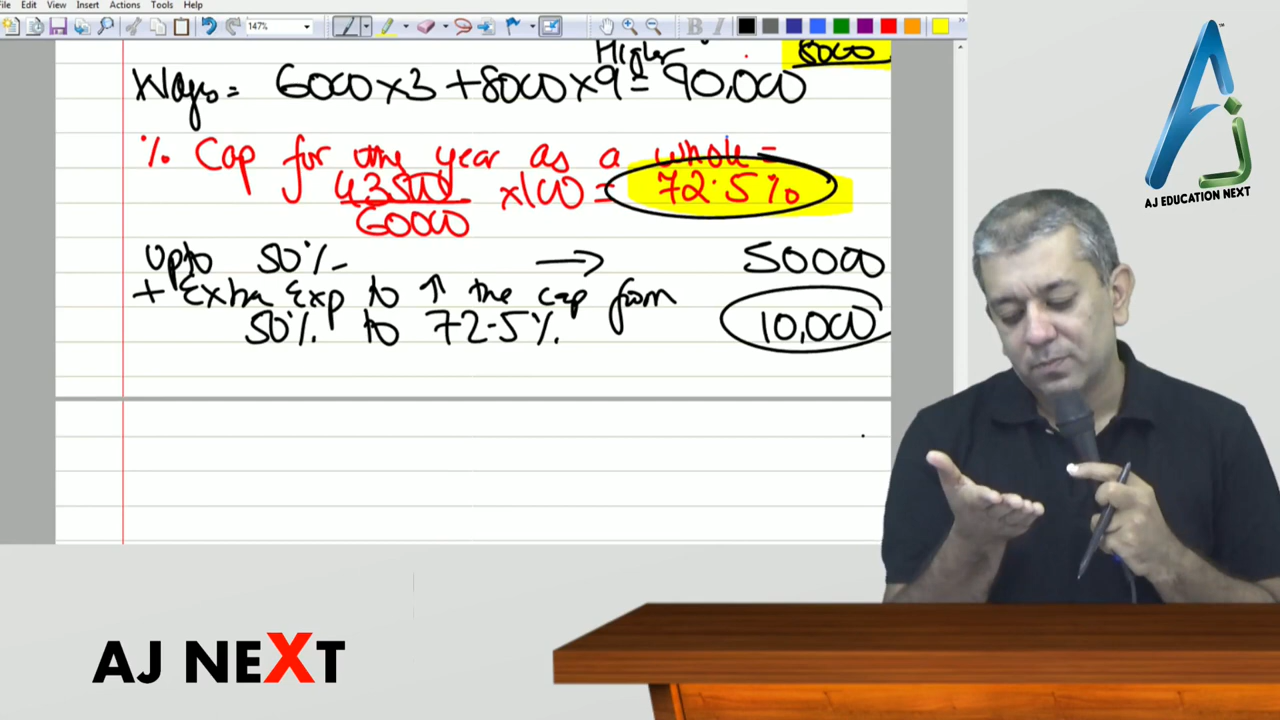 File Edit View Insert Actions Tools Help
147%
B I
Higher
8000
Wages = 6000 x 3 + 8000 x 9 = 90,000
% Cap for the year as a whole =
43500 x 100 = 72.5%
60000
Upto 50% → 50000
+ Extra Exp to ↑ the cap from
50% to 72.5%. 10,000
AJ EDUCATION NEXT
AJ NEXT